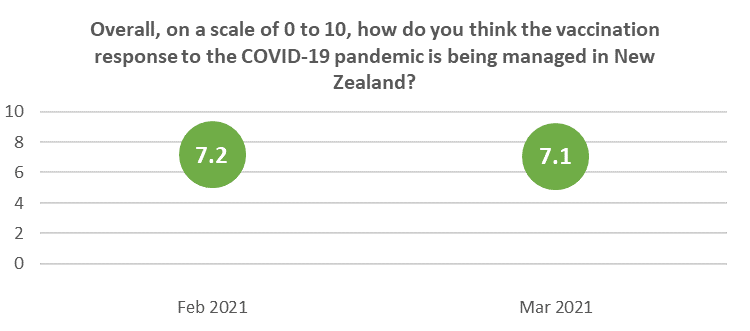 Overall, on a scale of 0 to 10, how do you think the vaccination
response to the COVID-19 pandemic is being managed in New
Zealand?
10
8
6
4
2
0
7.2
7.1
Feb 2021
Mar 2021